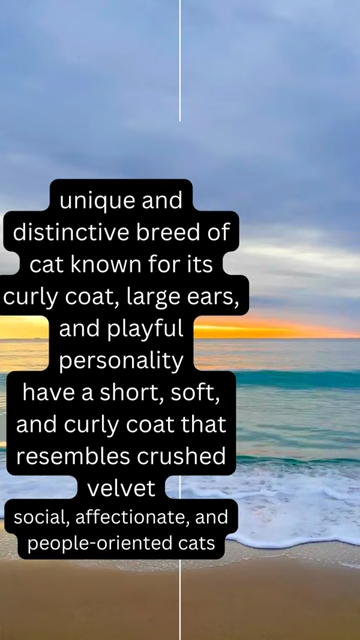 unique and
distinctive breed of
cat known for its
curly coat, large ears,
and playful
personality
have a short, soft,
and curly coat that
resembles crushed
velvet
social, affectionate, and
people-oriented cats